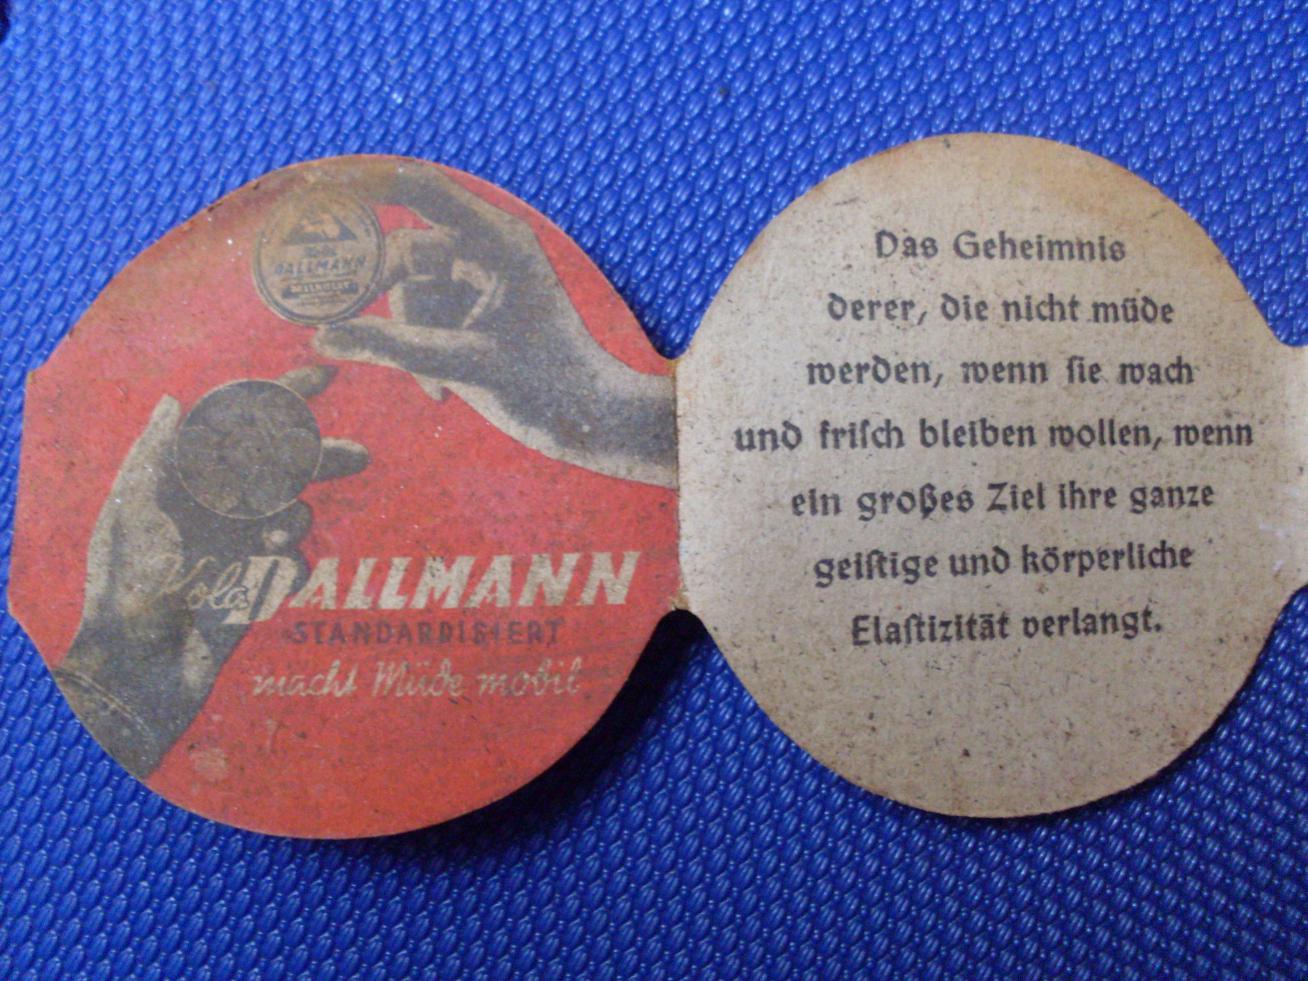 DALLMANN
Kola DALLMANN
STANDARDISIERT
macht Müde mobil
Das Geheimnis
derer, die nicht müde
werden, wenn sie wach
und frisch bleiben wollen, wenn
ein großes Ziel ihre ganze
geistige und körperliche
Elastizität verlangt.